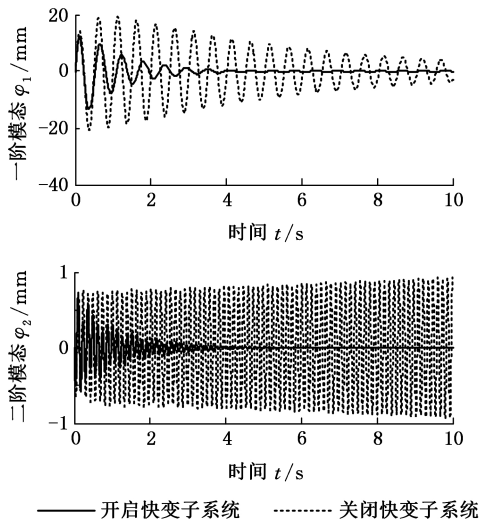 20
0
−20
−40
一阶模态 φ₁/mm
0 2 4 6 8 10
时间 t/s
1
0
−1
二阶模态 φ₂/mm
0 2 4 6 8 10
时间 t/s
开启快变子系统 关闭快变子系统